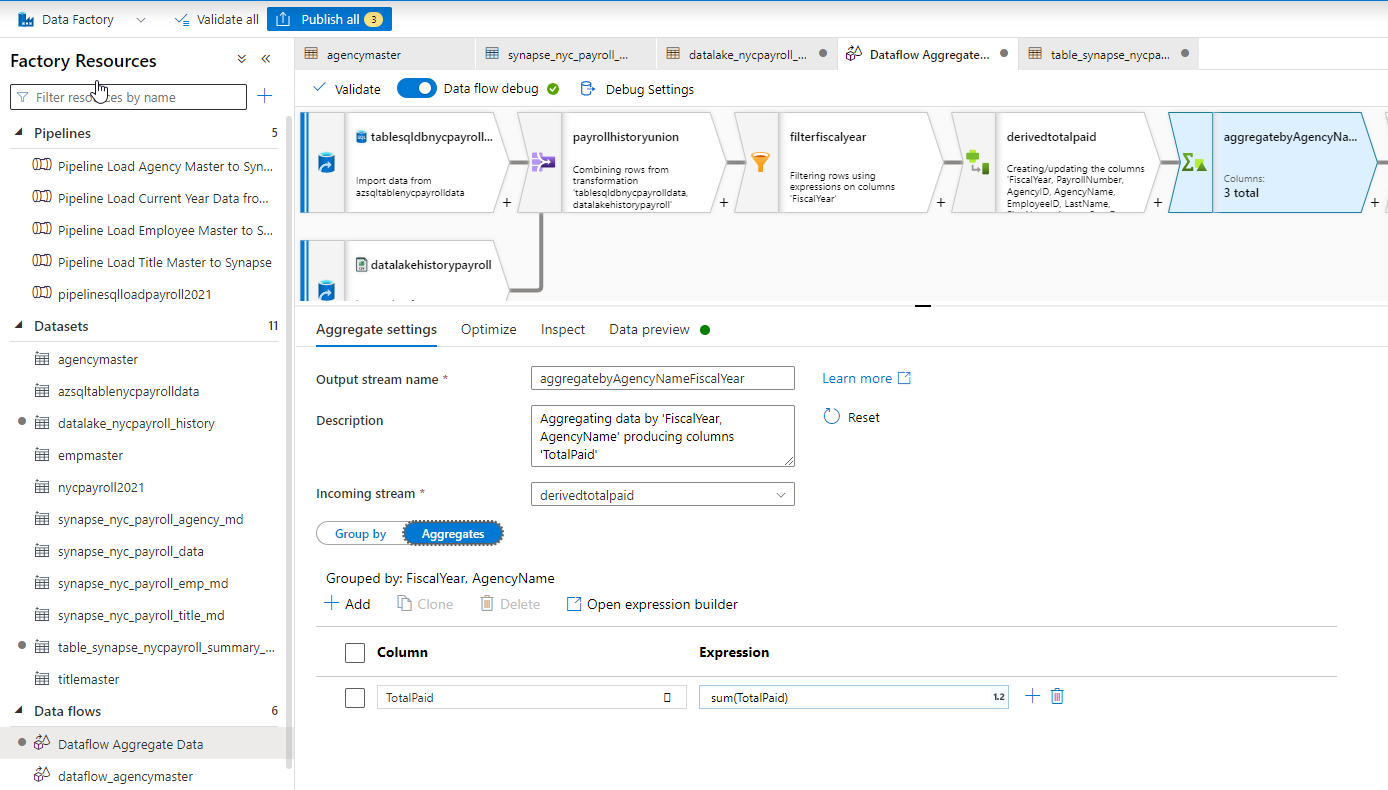 Data Factory
Validate all
Publish all 3
Factory Resources
Filter resources by name
Pipelines 5
Pipeline Load Agency Master to Syn...
Pipeline Load Current Year Data fro...
Pipeline Load Employee Master to S...
Pipeline Load Title Master to Synapse
pipelinesqlloadpayroll2021
Datasets 11
agencymaster
azsqltablenycpayrolldata
datalake_nycpayroll_history
empmaster
nycpayroll2021
synapse_nyc_payroll_agency_md
synapse_nyc_payroll_data
synapse_nyc_payroll_emp_md
synapse_nyc_payroll_title_md
table_synapse_nycpayroll_summary_...
titlemaster
Data flows 6
Dataflow Aggregate Data
dataflow_agencymaster
agencymaster
synapse_nyc_payroll_...
datalake_nycpayroll_...
Dataflow Aggregate...
table_synapse_nycpa...
Validate
Data flow debug
Debug Settings
tablesqldbnycpayroll...
Import data from
azsqltablenycpayrolldata
payrollhistoryunion
Combining rows from
transformation
'tablesqldbnycpayrolldata,
datalakehistorypayroll'
filterfiscalyear
Filtering rows using
expressions on columns
'FiscalYear'
derivedtotalpaid
Creating/updating the columns
'FiscalYear, PayrollNumber,
AgencyID, AgencyName,
EmployeeID, LastName,
aggregatebyAgencyNa...
Columns:
3 total
datalakehistorypayroll
Aggregate settings
Optimize
Inspect
Data preview
Output stream name *
aggregatebyAgencyNameFiscalYear
Learn more
Description
Aggregating data by 'FiscalYear,
AgencyName' producing columns
'TotalPaid'
Reset
Incoming stream *
derivedtotalpaid
Group by
Aggregates
Grouped by: FiscalYear, AgencyName
Add
Clone
Delete
Open expression builder
Column
Expression
TotalPaid
sum(TotalPaid)
1.2